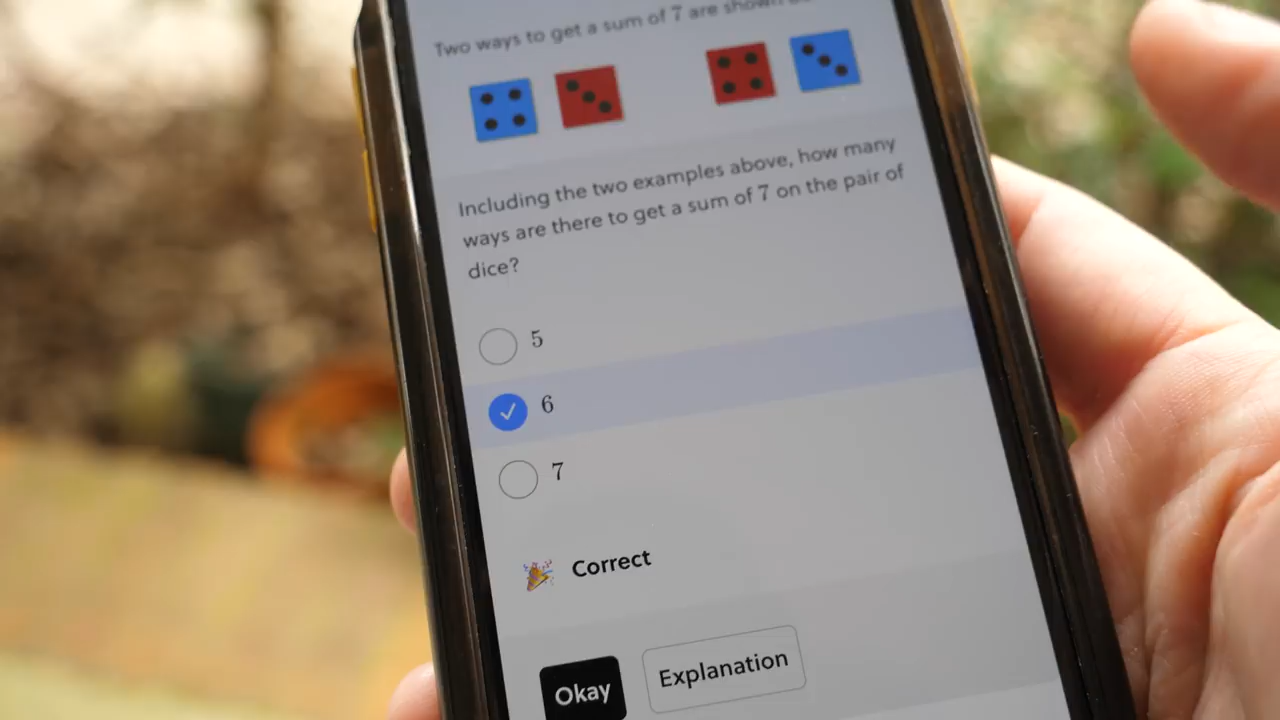 Two ways to get a sum of 7 are shown
Including the two examples above, how many
ways are there to get a sum of 7 on the pair of
dice?
5
6
7
Correct
Okay
Explanation